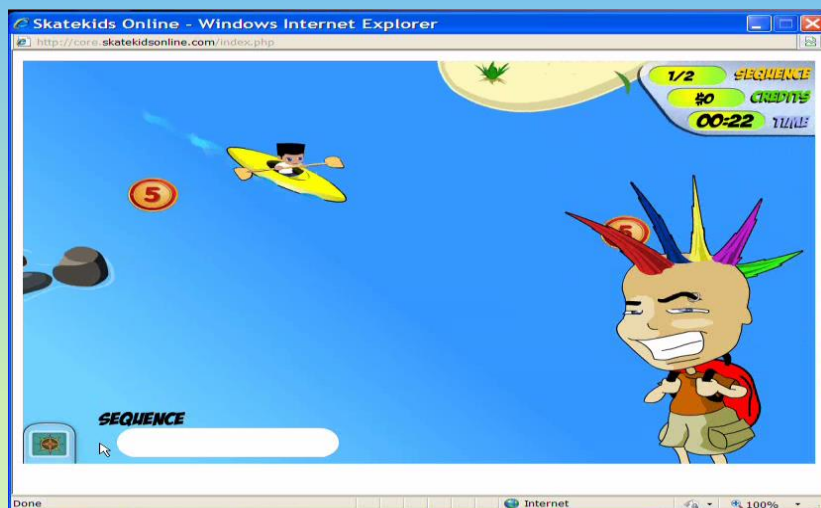 Skatekids Online - Windows Internet Explorer
http://core.skatekidsonline.com/index.php
1/2 SEQUENCE
$0 CREDITS
00:22 TIME
5
5
SEQUENCE
Done
Internet
100%